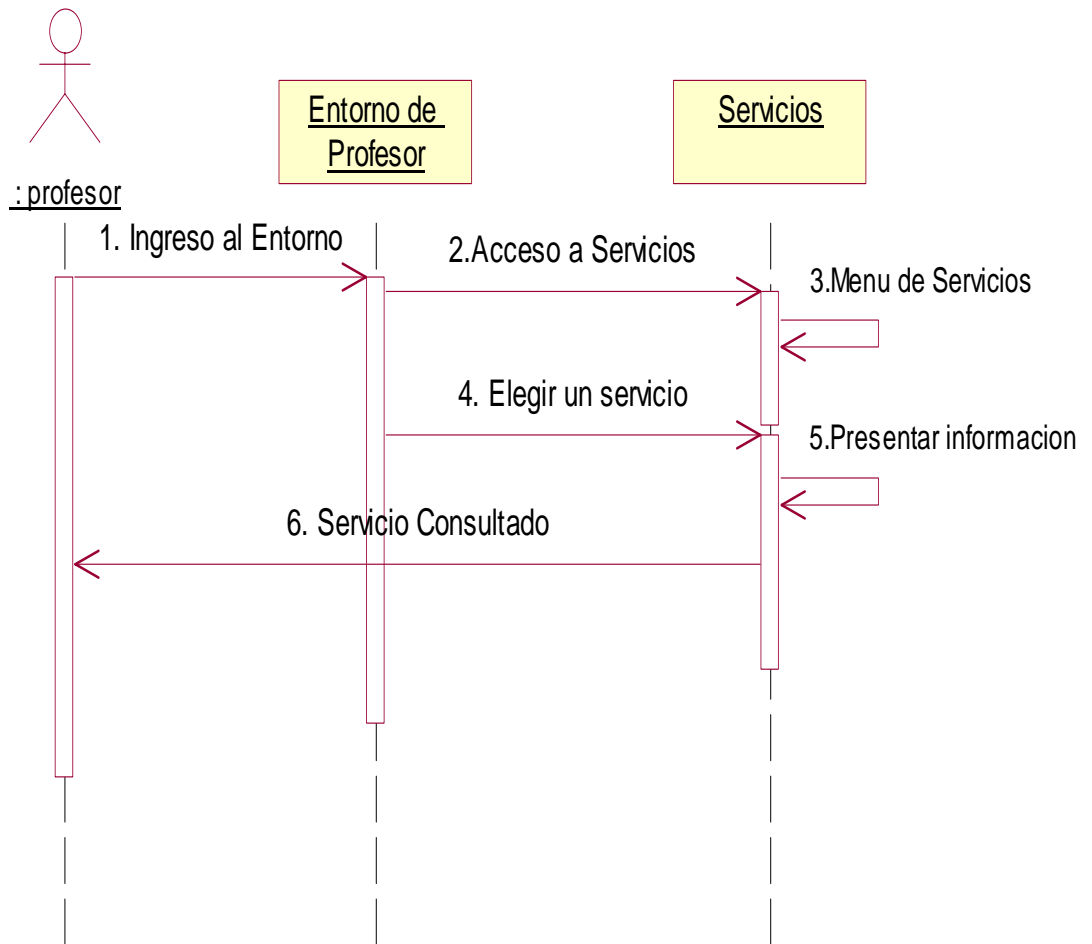 : profesor
Entorno de
Profesor
Servicios
1. Ingreso al Entorno
2.Acceso a Servicios
3.Menu de Servicios
4. Elegir un servicio
5.Presentar informacion
6. Servicio Consultado